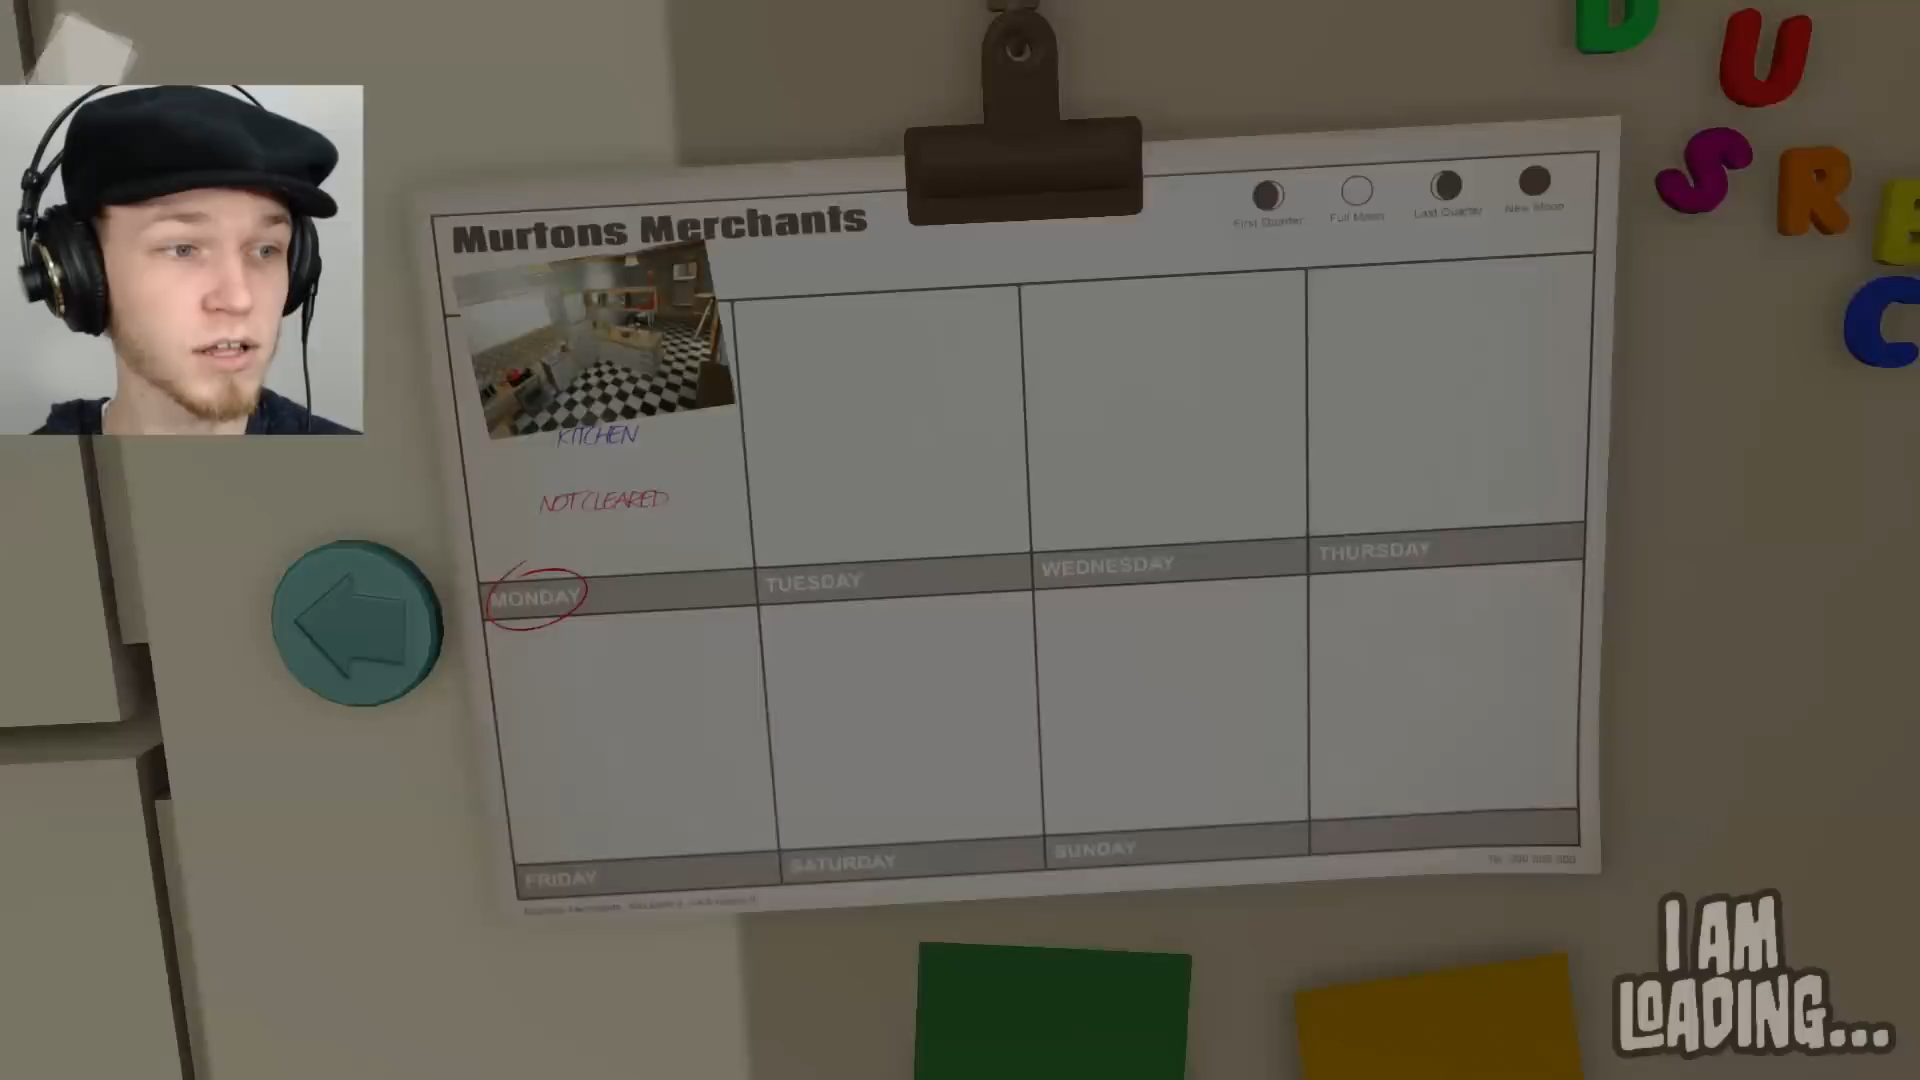 D
U
S R E
C
Murtons Merchants
First Quarter Full Moon Last Quarter New Moon
KITCHEN
NOT CLEARED
MONDAY TUESDAY WEDNESDAY THURSDAY
FRIDAY SATURDAY SUNDAY
I AM
LOADING...